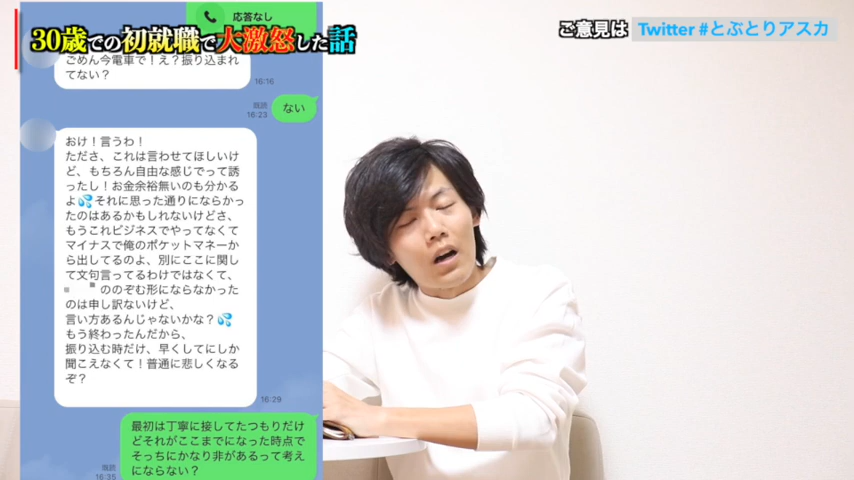 応答なし
30歳での初就職で大激怒した話
ご意見は Twitter #とぶとりアスカ
ごめん今電車で！え？振り込まれ
てない？
16:16
既読
16:23
ない
おけ！言うわ！
たださ、これは言わせてほしいけ
ど、もちろん自由な感じでって誘
ったし！お金余裕無いのも分かる
よ💦それに思った通りにならなかっ
たのはあるかもしれないけどさ、
もうこれビジネスでやってなくて
マイナスで俺のポケットマネーか
ら出してるのよ、別にここに関し
て文句言ってるわけではなくて、
ののぞむ形にならなかった
のは申し訳ないけど、
言い方あるんじゃないかな？💦
もう終わったんだから、
振り込む時だけ、早くしてにしか
聞こえなくて！普通に悲しくなる
ぞ？
16:29
最初は丁寧に接してたつもりだけ
どそれがここまでになった時点で
そっちにかなり非があるって考え
にならない？
既読
16:35